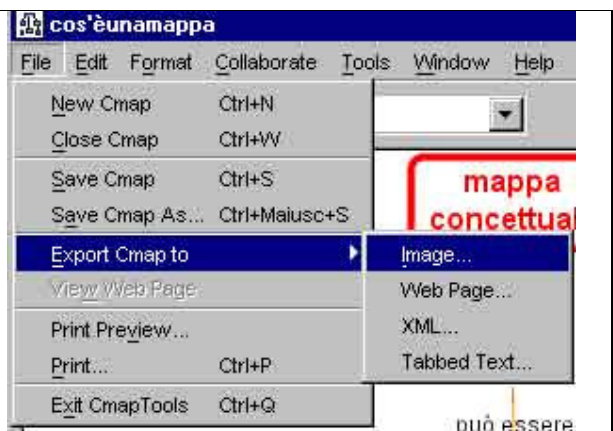 cos'èunamappa
File Edit Format Collaborate Tools Window Help
New Cmap Ctrl+N
Close Cmap Ctrl+W
Save Cmap Ctrl+S
Save Cmap As... Ctrl+Maiusc+S
Export Cmap to
View Web Page
Print Preview...
Print... Ctrl+P
Exit CmapTools Ctrl+Q
Image...
Web Page...
XML...
Tabbed Text...
mappa
concettual
può essere